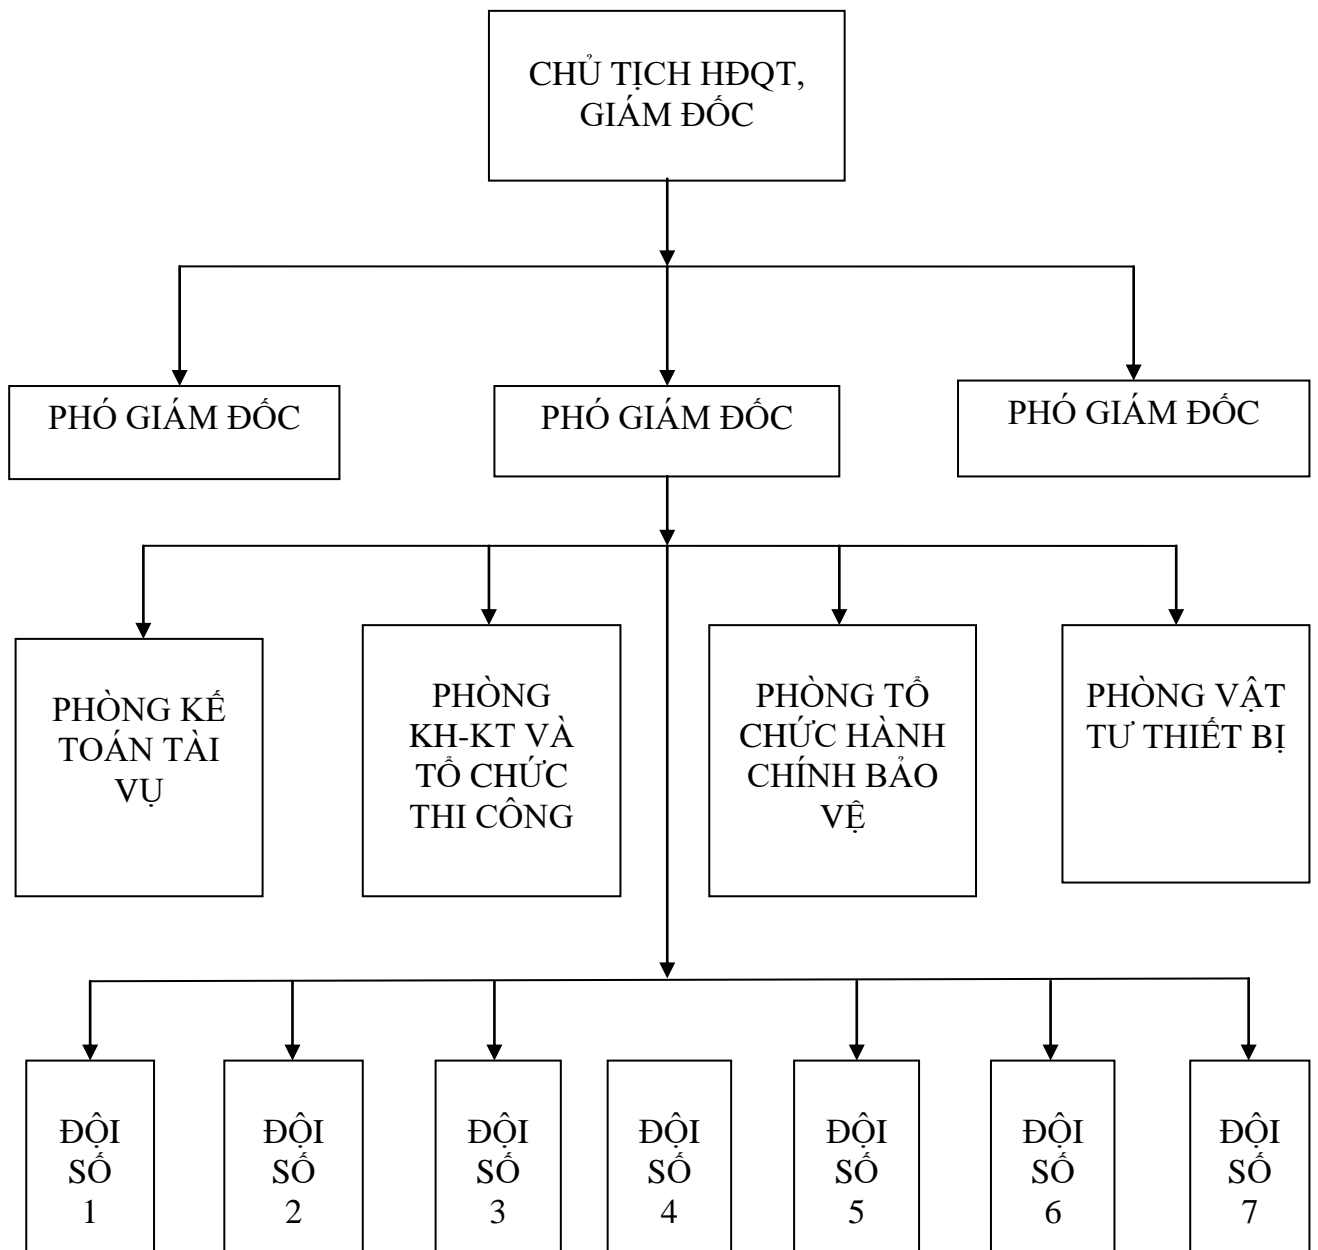 CHỦ TỊCH HĐQT,
GIÁM ĐỐC
PHÓ GIÁM ĐỐC
PHÓ GIÁM ĐỐC
PHÓ GIÁM ĐỐC
PHÒNG KẾ
TOÁN TÀI
VỤ
PHÒNG
KH-KT VÀ
TỔ CHỨC
THI CÔNG
PHÒNG TỔ
CHỨC HÀNH
CHÍNH BẢO
VỆ
PHÒNG VẬT
TƯ THIẾT BỊ
ĐỘI
SỐ
1
ĐỘI
SỐ
2
ĐỘI
SỐ
3
ĐỘI
SỐ
4
ĐỘI
SỐ
5
ĐỘI
SỐ
6
ĐỘI
SỐ
7